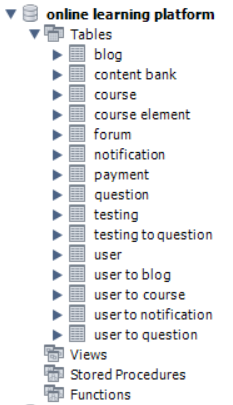 online learning platform
Tables
blog
content bank
course
course element
forum
notification
payment
question
testing
testing to question
user
user to blog
user to course
user to notification
user to question
Views
Stored Procedures
Functions